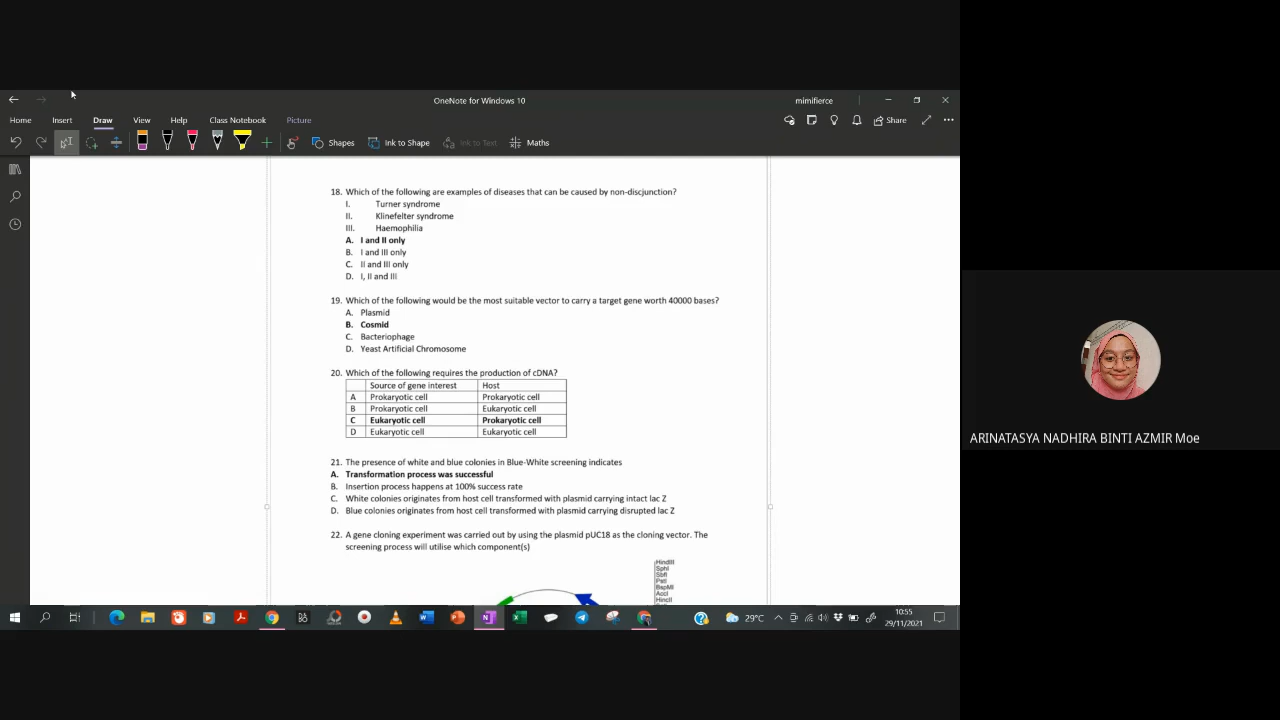 OneNote for Windows 10
mimifierce
Home
Insert
Draw
View
Help
Class Notebook
Picture
Share
Shapes
Ink to Shape
Ink to Text
Maths
18. Which of the following are examples of diseases that can be caused by non-discjunction?
I. Turner syndrome
II. Klinefelter syndrome
III. Haemophilia
A. I and II only
B. I and III only
C. II and III only
D. I, II and III
19. Which of the following would be the most suitable vector to carry a target gene worth 40000 bases?
A. Plasmid
B. Cosmid
C. Bacteriophage
D. Yeast Artificial Chromosome
20. Which of the following requires the production of cDNA?
Source of gene interest Host
A Prokaryotic cell Prokaryotic cell
B Prokaryotic cell Eukaryotic cell
C Eukaryotic cell Prokaryotic cell
D Eukaryotic cell Eukaryotic cell
21. The presence of white and blue colonies in Blue-White screening indicates
A. Transformation process was successful
B. Insertion process happens at 100% success rate
C. White colonies originates from host cell transformed with plasmid carrying intact lac Z
D. Blue colonies originates from host cell transformed with plasmid carrying disrupted lac Z
22. A gene cloning experiment was carried out by using the plasmid pUC18 as the cloning vector. The
screening process will utilise which component(s)
HindIII
SphI
SbfI
PstI
BspMI
AccI
HincII
ARINATASYA NADHIRA BINTI AZMIR Moe
29°C
10:55
29/11/2021